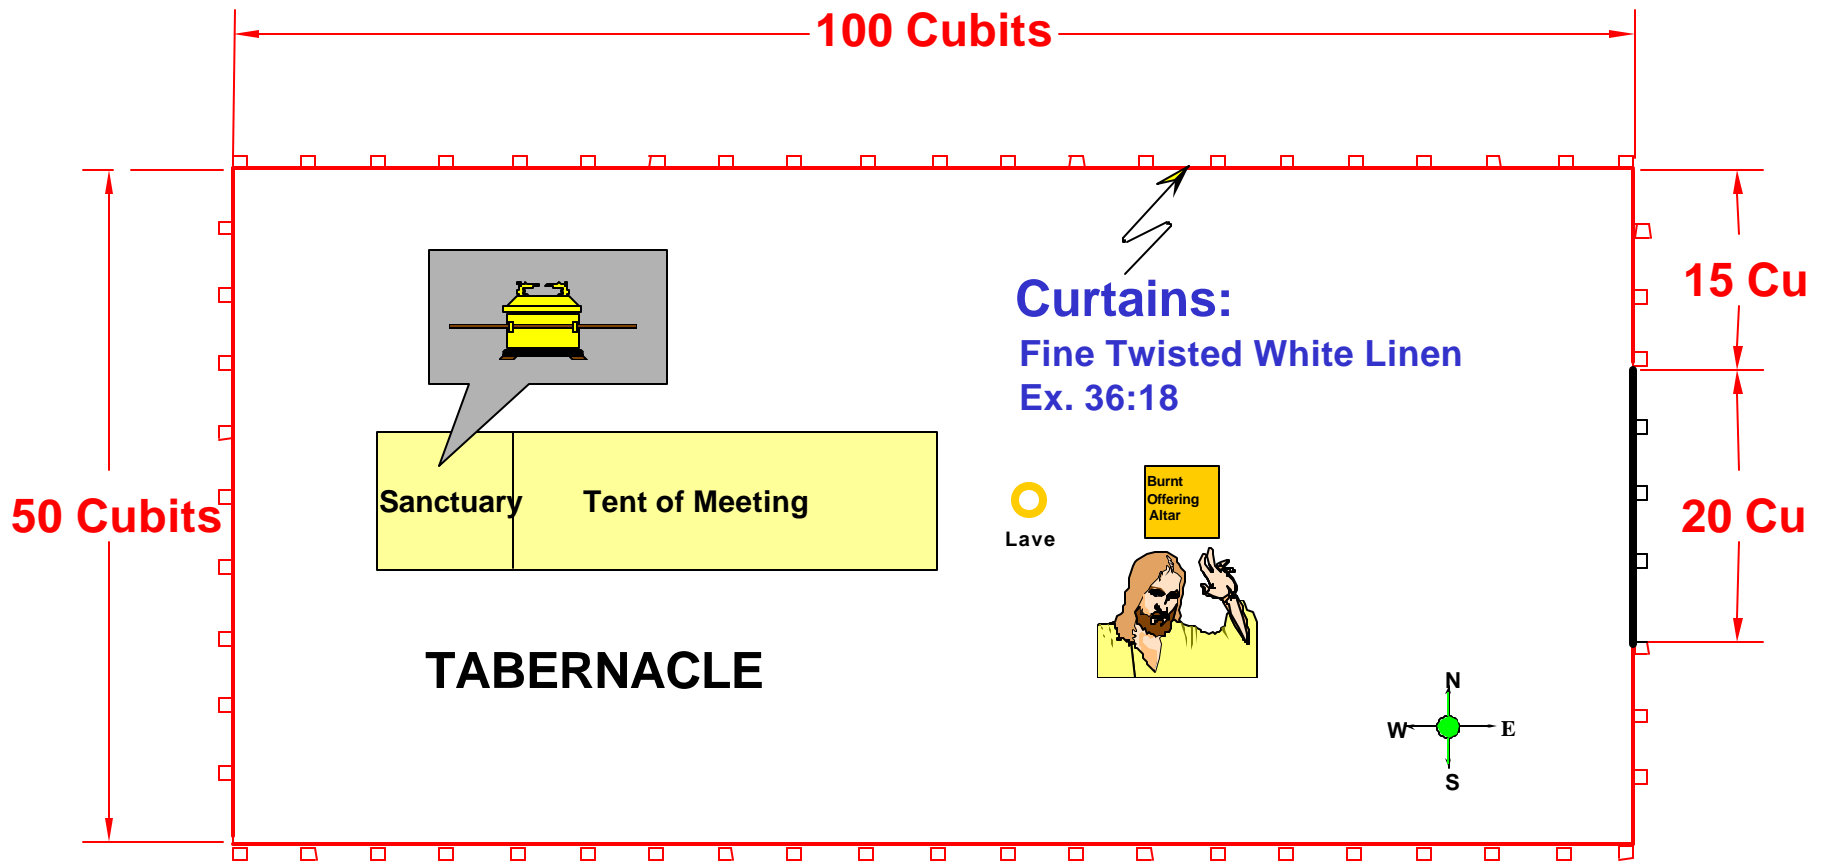 100 Cubits
15 Cu
Curtains:
Fine Twisted White Linen
Ex. 36:18
Sanctuary
Tent of Meeting
Burnt
Offering
Altar
50 Cubits
20 Cu
Lave
TABERNACLE
N
W
E
S